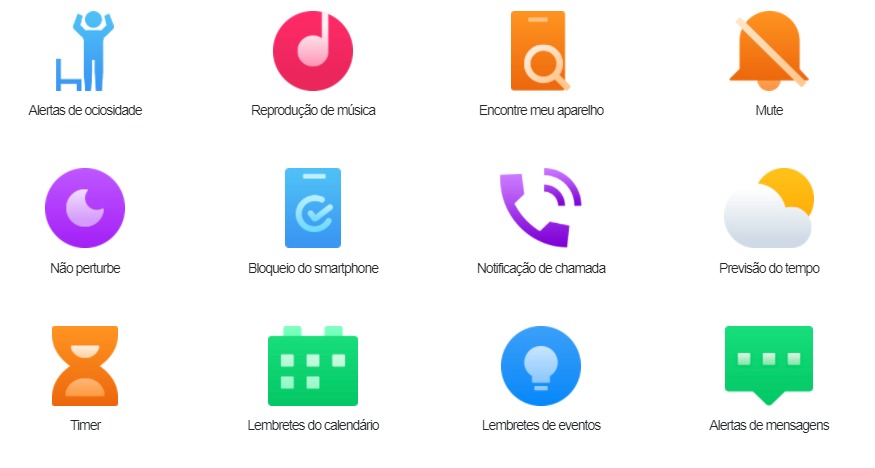 Alertas de ociosidade
Reprodução de música
Encontre meu aparelho
Mute
Não perturbe
Bloqueio do smartphone
Notificação de chamada
Previsão do tempo
Timer
Lembretes do calendário
Lembretes de eventos
Alertas de mensagens